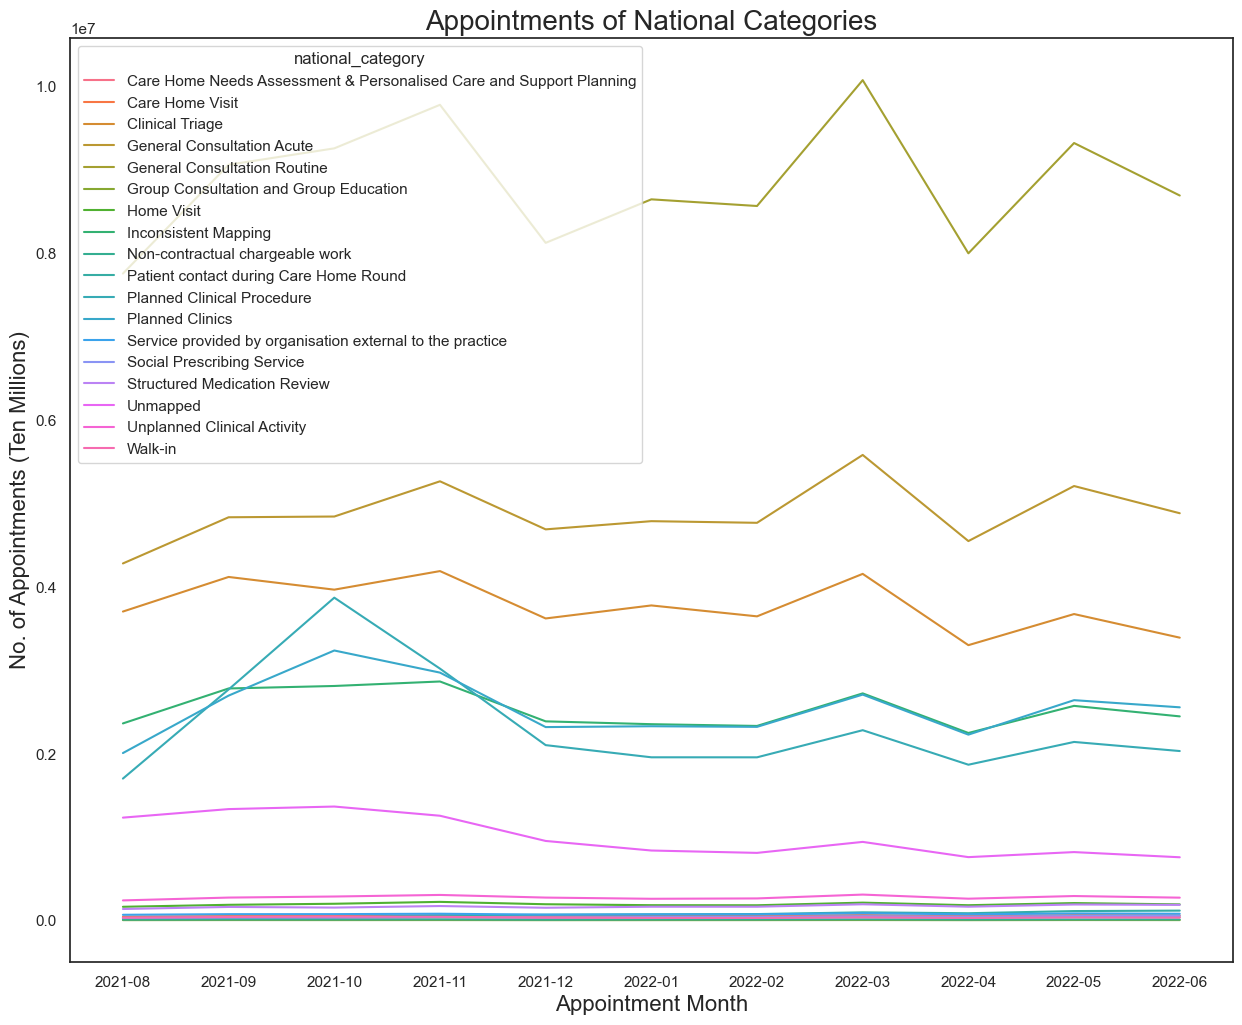 Appointments of National Categories
1e7
national_category
Care Home Needs Assessment & Personalised Care and Support Planning
Care Home Visit
Clinical Triage
General Consultation Acute
General Consultation Routine
Group Consultation and Group Education
Home Visit
Inconsistent Mapping
Non-contractual chargeable work
Patient contact during Care Home Round
Planned Clinical Procedure
Planned Clinics
Service provided by organisation external to the practice
Social Prescribing Service
Structured Medication Review
Unmapped
Unplanned Clinical Activity
Walk-in
No. of Appointments (Ten Millions)
1.0
0.8
0.6
0.4
0.2
0.0
2021-08 2021-09 2021-10 2021-11 2021-12 2022-01 2022-02 2022-03 2022-04 2022-05 2022-06
Appointment Month